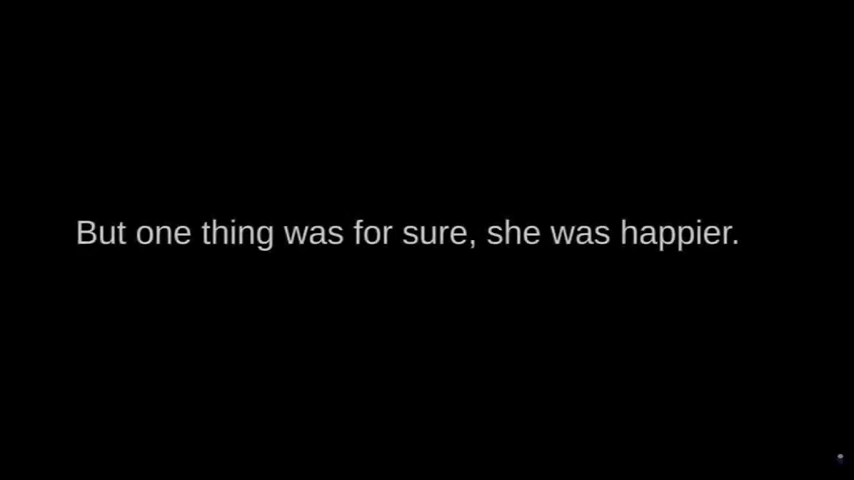 But one thing was for sure, she was happier.